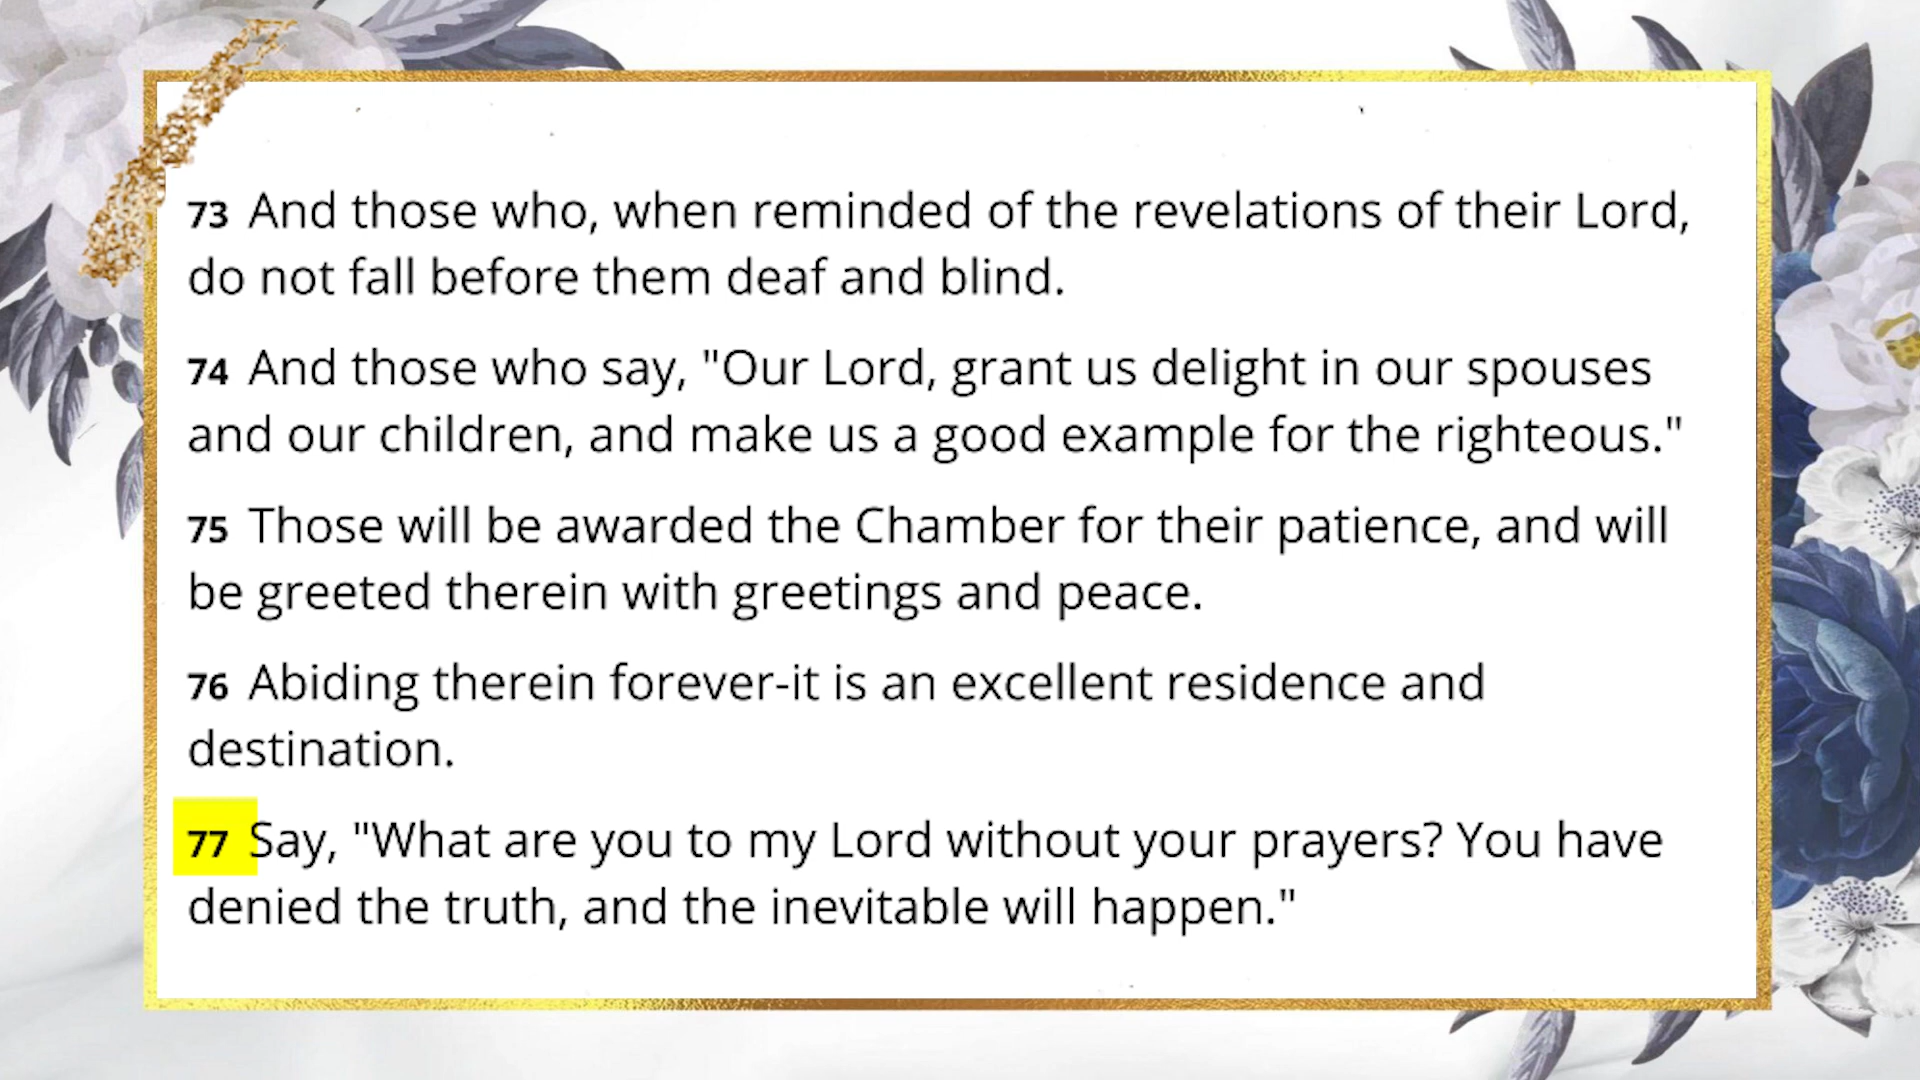 73 And those who, when reminded of the revelations of their Lord,
do not fall before them deaf and blind.
74 And those who say, "Our Lord, grant us delight in our spouses
and our children, and make us a good example for the righteous."
75 Those will be awarded the Chamber for their patience, and will
be greeted therein with greetings and peace.
76 Abiding therein forever-it is an excellent residence and
destination.
77 Say, "What are you to my Lord without your prayers? You have
denied the truth, and the inevitable will happen."